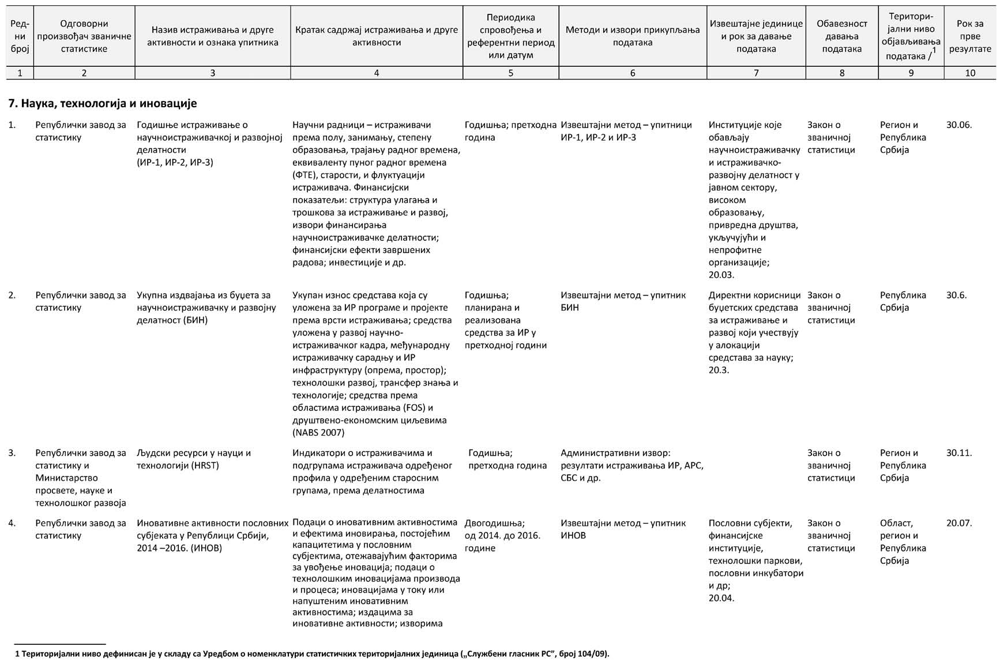 Ред-
ни
број
Одговорни
произвођач званичне
статистике
Назив истраживања и друге
активности и ознака упитника
Кратак садржај истраживања и друге
активности
Периодика
спровођења и
референтни период
или датум
Методи и извори прикупљања
података
Извештајне јединице
и рок за давање
података
Обавезност
давања
података
Територи-
јални ниво
објављивања
података /1
Рок за
прве
резултате
1
2
3
4
5
6
7
8
9
10
7. Наука, технологија и иновације
1.
Републички завод за
статистику
Годишње истраживање о
научноистраживачкој и развојној
делатности
(ИР-1, ИР-2, ИР-3)
Научни радници – истраживачи
према полу, занимању, степену
образовања, трајању радног времена,
еквиваленту пуног радног времена
(ФТЕ), старости, и флуктуацији
истраживача. Финансијски
показатељи: структура улагања и
трошкова за истраживање и развој,
извори финансирања
научноистраживачке делатности;
финансијски ефекти завршених
радова; инвестиције и др.
Годишња; претходна
година
Извештајни метод – упитници
ИР-1, ИР-2 и ИР-3
Институције које
обављају
научноистраживачку
и истраживачко-
развојну делатност у
јавном сектору,
високом
образовању,
привредна друштва,
укључујући и
непрофитне
организације;
20.03.
Закон о
званичној
статистици
Регион и
Република
Србија
30.06.
2.
Републички завод за
статистику
Укупна издвајања из буџета за
научноистраживачку и развојну
делатност (БИН)
Укупан износ средстава која су
уложена за ИР програме и пројекте
према врсти истраживања; средства
уложена у развој научно-
истраживачког кадра, међународну
истраживачку сарадњу и ИР
инфраструктуру (опрема, простор);
технолошки развој, трансфер знања и
технологије; средства према
областима истраживања (FOS) и
друштвено-економским циљевима
(NABS 2007)
Годишња;
планирана и
реализована
средства за ИР у
претходној години
Извештајни метод – упитник
БИН
Директни корисници
буџетских средстава
за истраживање и
развој који учествују
у алокацији
средстава за науку;
20.3.
Закон о
званичној
статистици
Република
Србија
30.6.
3.
Републички завод за
статистику и
Министарство
просвете, науке и
технолошког развоја
Људски ресурси у науци и
технологији (HRST)
Индикатори о истраживачима и
подгрупама истраживача одређеног
профила у одређеним старосним
групама, према делатностима
Годишња;
претходна година
Административни извор:
резултати истраживања ИР, АРС,
СБС и др.
Закон о
званичној
статистици
Регион и
Република
Србија
30.11.
4.
Републички завод за
статистику
Иновативне активности пословних
субјеката у Републици Србији,
2014 –2016. (ИНОВ)
Подаци о иновативним активностима
и ефектима иновирања, постојећим
капацитетима у пословним
субјектима, отежавајућим факторима
за увођење иновација; подаци о
технолошким иновацијама производа
и процеса; иновацијама у току или
напуштеним иновативним
активностима; издацима за
иновативне активности; изворима
Двогодишња;
од 2014. до 2016.
године
Извештајни метод – упитник
ИНОВ
Пословни субјекти,
финансијске
институције,
технолошки паркови,
пословни инкубатори
и др;
20.04.
Закон о
званичној
статистици
Област,
регион и
Република
Србија
20.07.
1 Територијални ниво дефинисан је у складу са Уредбом о номенклатури статистичких територијалних јединица („Службени гласник РС”, број 104/09).